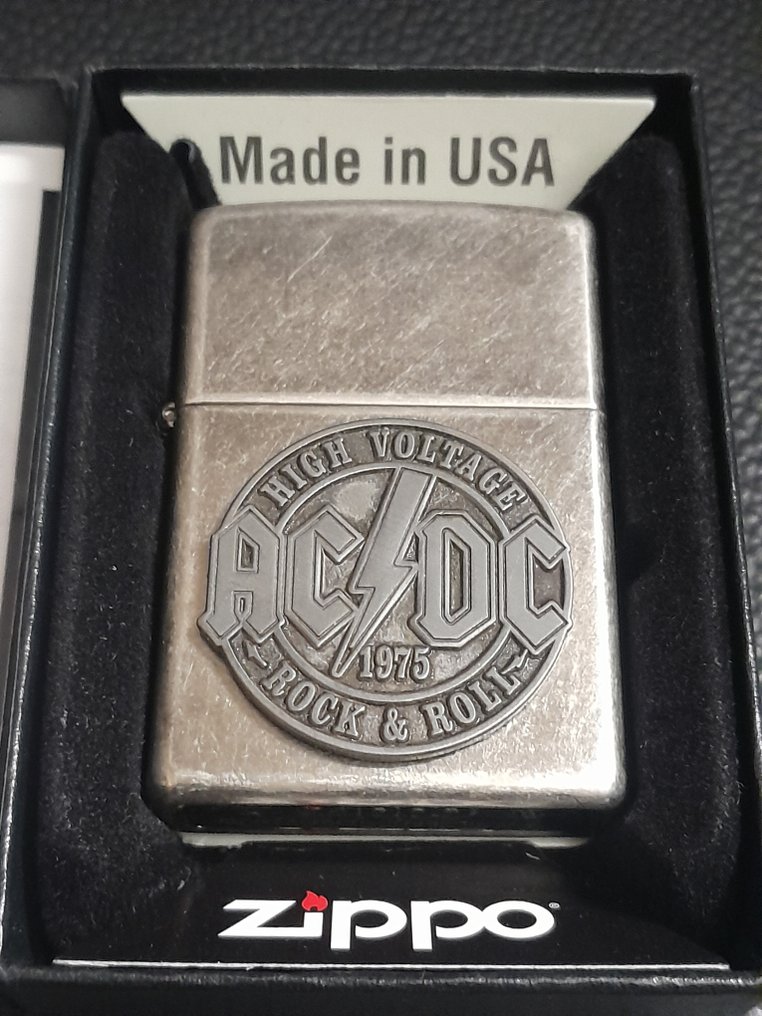 Made in USA
HIGH VOLTAGE
AC/DC
1975
ROCK & ROLL
zippo